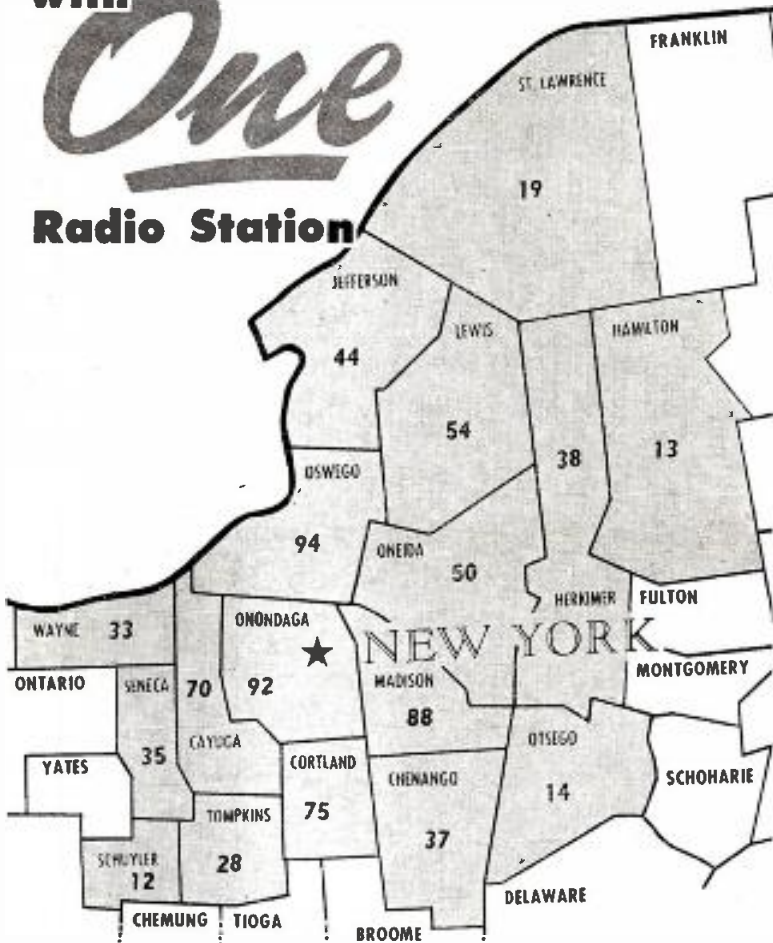 with
One
Radio Station
FRANKLIN
ST. LAWRENCE
19
JEFFERSON
44
LEWIS
54
HAMILTON
13
38
OSWEGO
94
ONEIDA
50
HERKIMER
FULTON
WAYNE 33
ONONDAGA
92
NEW YORK
MONTGOMERY
ONTARIO
SENECA
35
70
CAYUGA
MADISON
88
YATES
CORTLAND
75
CHENANGO
37
OTSEGO
14
SCHOHARIE
TOMPKINS
28
SCHUYLER
12
DELAWARE
CHEMUNG
TIOGA
BROOME